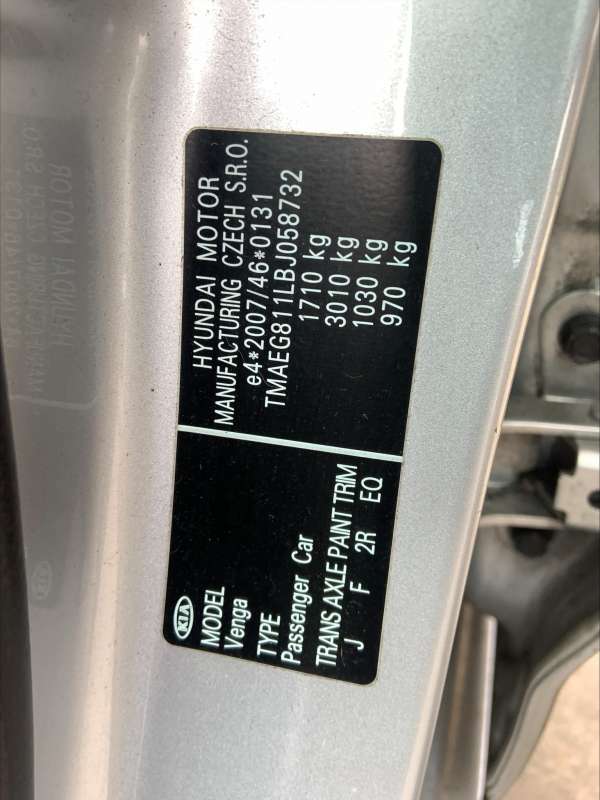 KIA
MODEL
Venga
TYPE
Passenger Car
TRANS AXLE PAINT TRIM
J F 2R EQ
HYUNDAI MOTOR
MANUFACTURING CZECH S.R.O.
e4*2007/46*0131
TMAEG811LBJ058732
1710 kg
3010 kg
1030 kg
970 kg